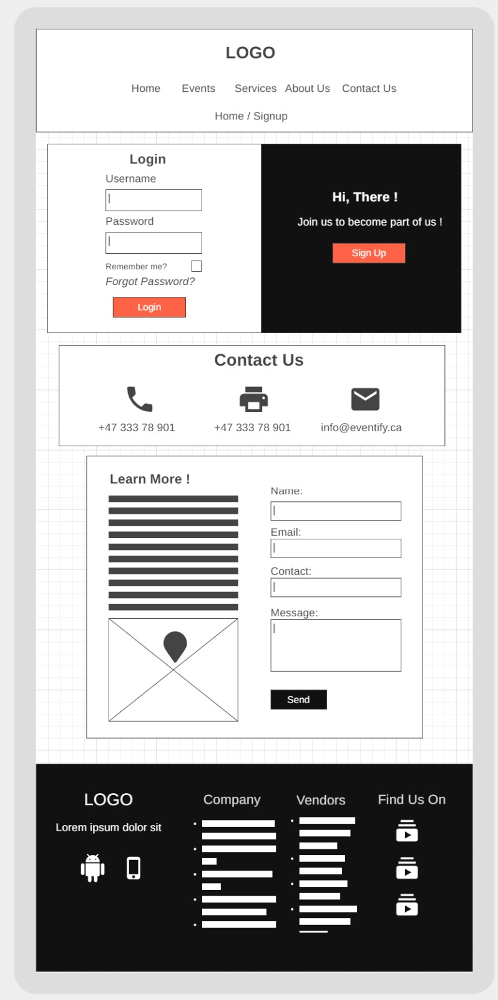 LOGO
Home Events Services About Us Contact Us
Home / Signup
Login
Username
Password
Remember me?
Forgot Password?
Login
Hi, There !
Join us to become part of us !
Sign Up
Contact Us
+47 333 78 901
+47 333 78 901
info@eventify.ca
Learn More !
Name:
Email:
Contact:
Message:
Send
LOGO
Lorem ipsum dolor sit
Company
Vendors
Find Us On